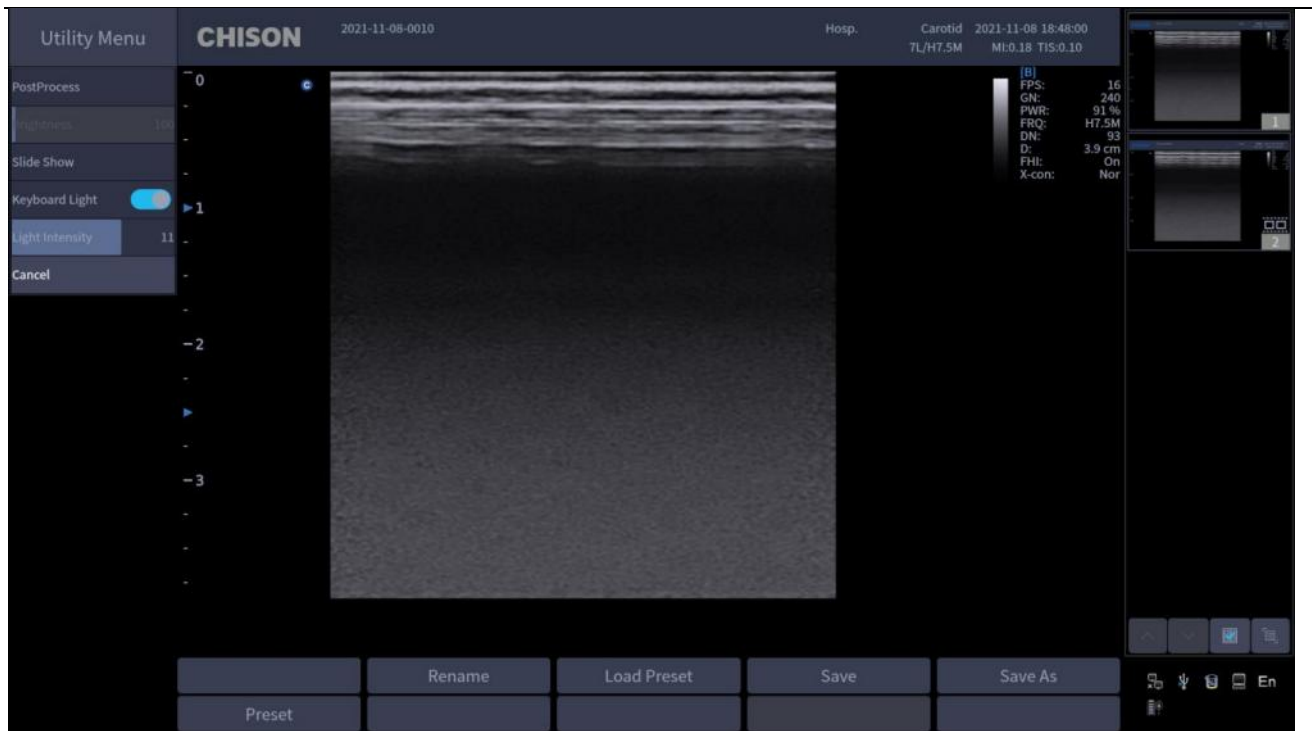 Utility Menu
CHISON
2021-11-08-0010
Hosp.
Carotid 2021-11-08 18:48:00
7L/H7.5M MI:0.18 TIS:0.10
PostProcess
Brightness 100
Slide Show
Keyboard Light
Light Intensity 11
Cancel
0
1
2
3
C
[B]
FPS: 16
GN: 240
PWR: 91 %
FRQ: H7.5M
DN: 93
D: 3.9 cm
FHI: On
X-con: Nor
1
2
Rename
Load Preset
Save
Save As
Preset
En